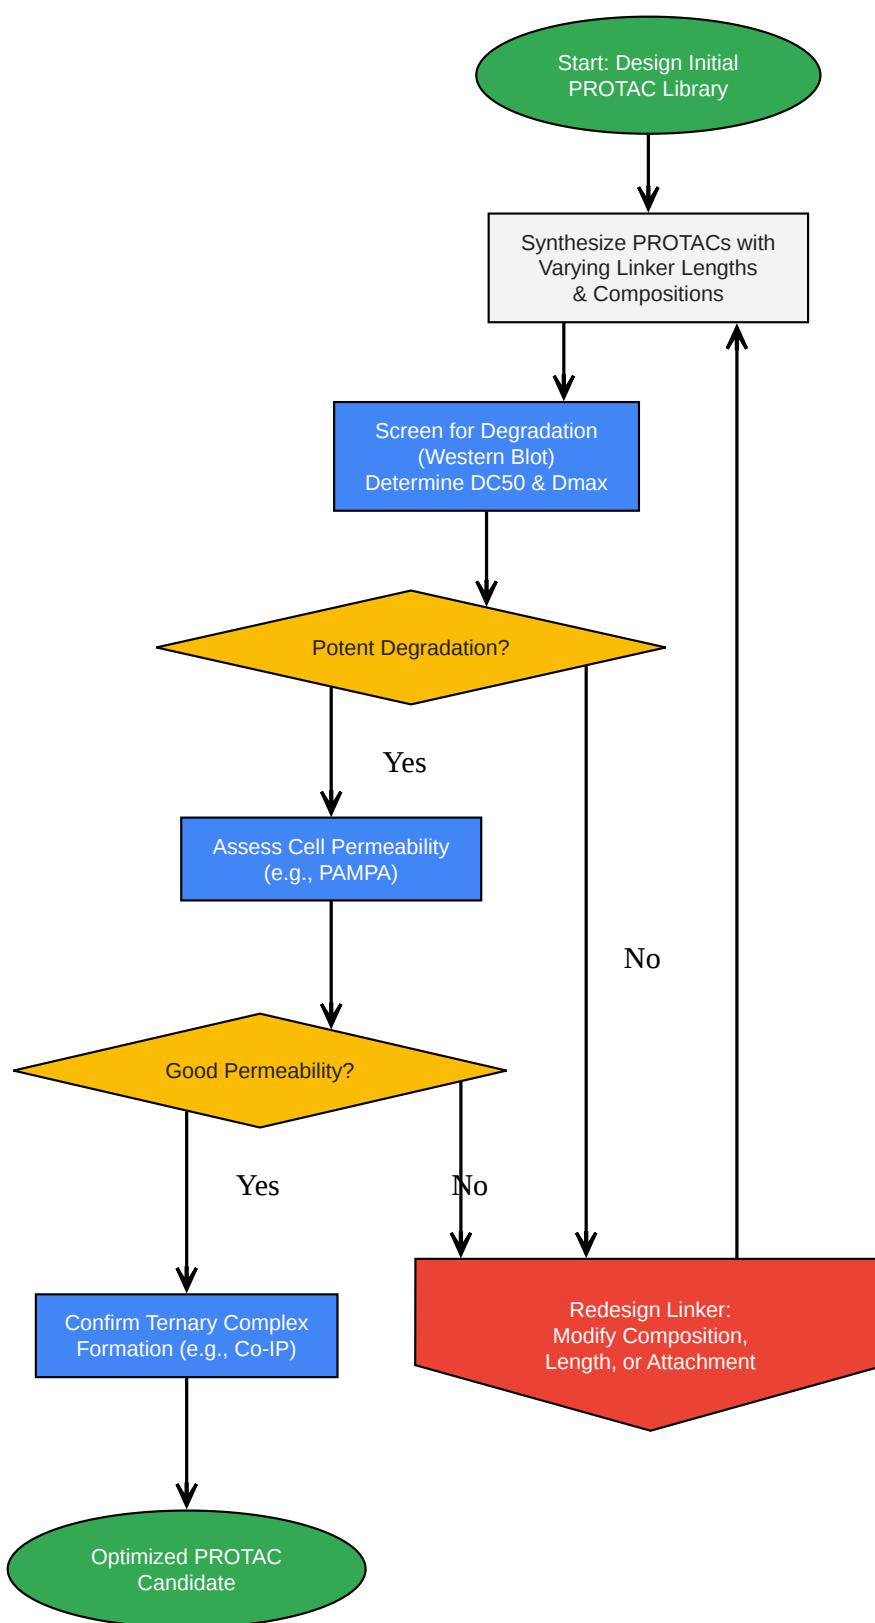 Start: Design Initial
PROTAC Library
Synthesize PROTACs with
Varying Linker Lengths
& Compositions
Screen for Degradation
(Western Blot)
Determine DC50 & Dmax
Potent Degradation?
Yes
Assess Cell Permeability
(e.g., PAMPA)
No
Good Permeability?
Yes
No
Confirm Ternary Complex
Formation (e.g., Co-IP)
Redesign Linker:
Modify Composition,
Length, or Attachment
Optimized PROTAC
Candidate